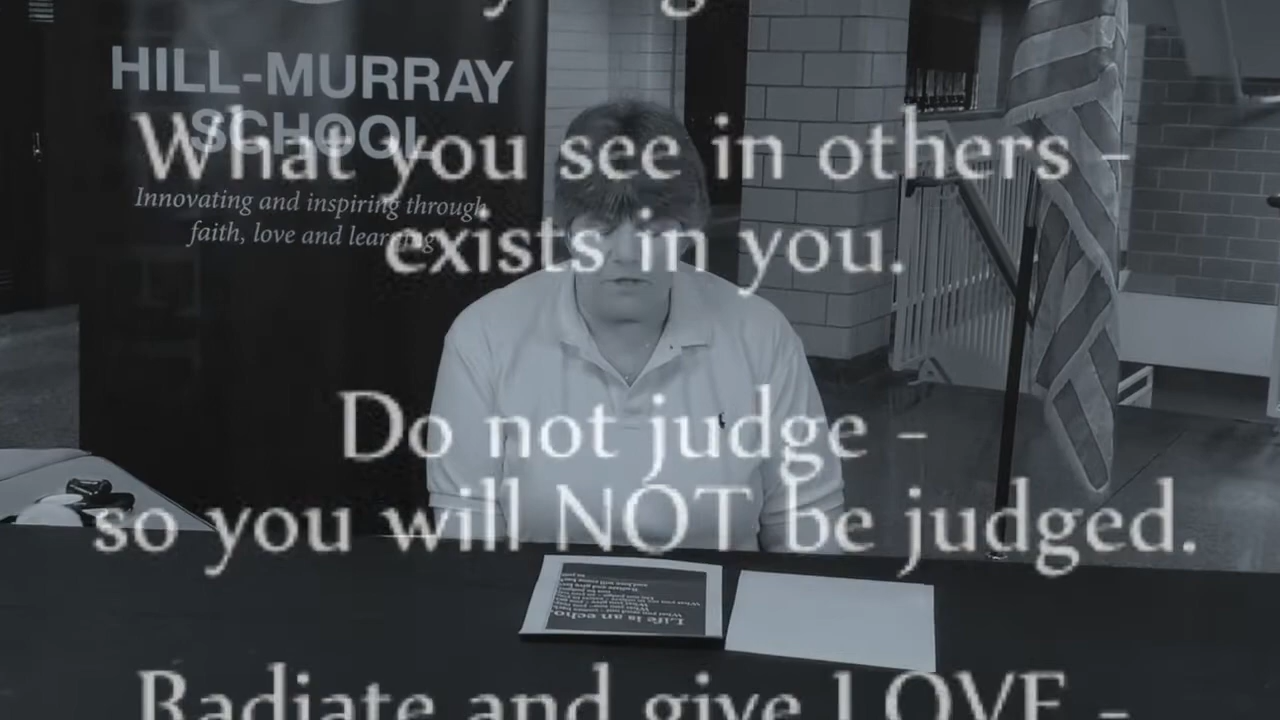 HILL-MURRAY
SCHOOL
Innovating and inspiring through
faith, love and learning
What you see in others -
exists in you.
Do not judge -
so you will NOT be judged.
Radiate and give LOVE -
Life is an echo